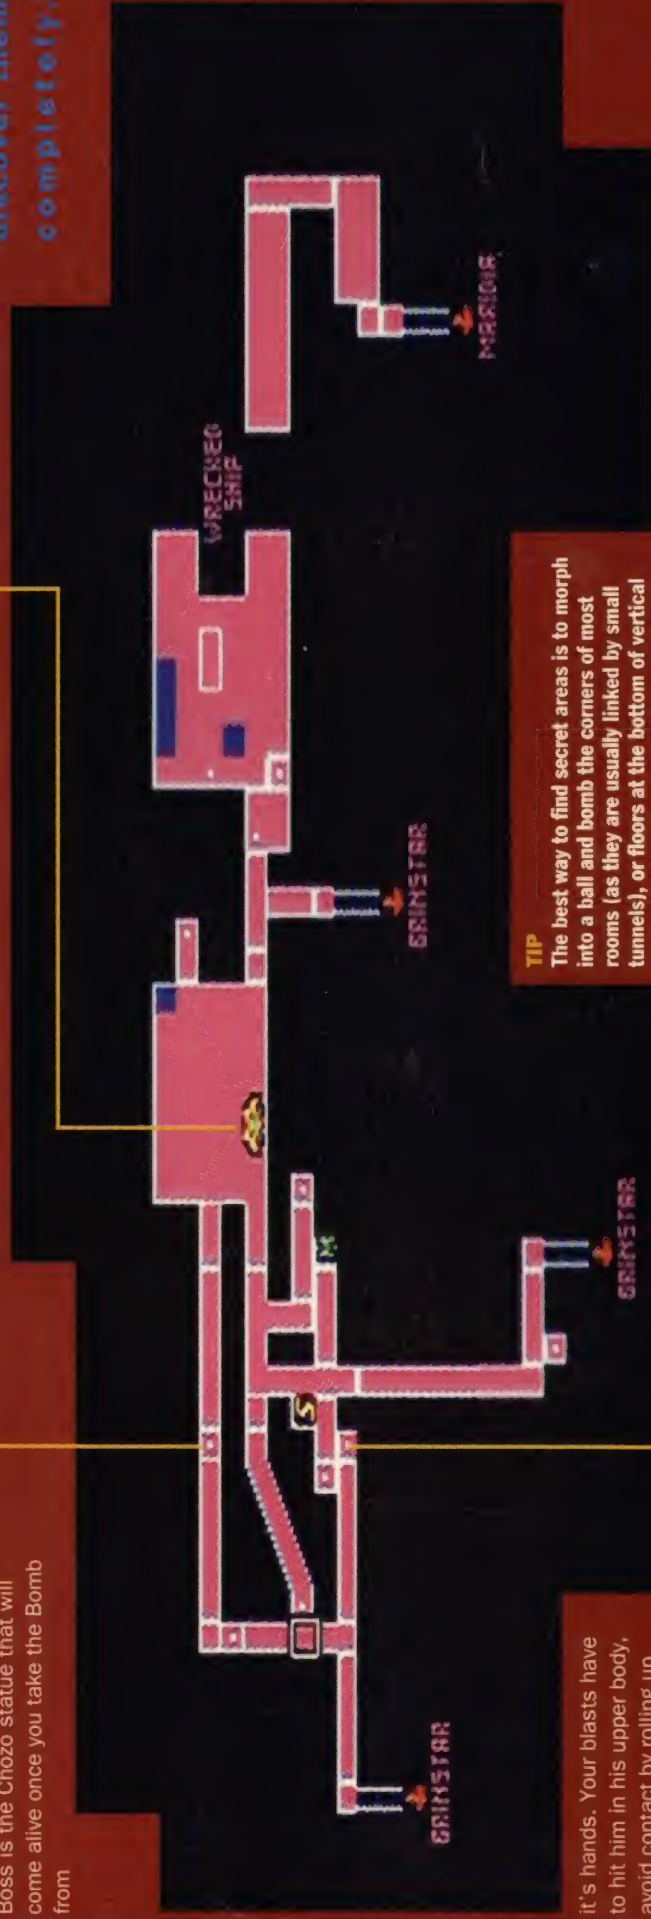 Boss is the Chozo statue that will
come alive once you take the Bomb
from
completely,
WRECKED
SHIP
S
M
BRINSTAR
BRINSTAR
BRINSTAR
MARIDIA
it's hands. Your blasts have
to hit him in his upper body,
avoid contact by rolling up
TIP
The best way to find secret areas is to morph
into a ball and bomb the corners of most
rooms (as they are usually linked by small
tunnels), or floors at the bottom of vertical